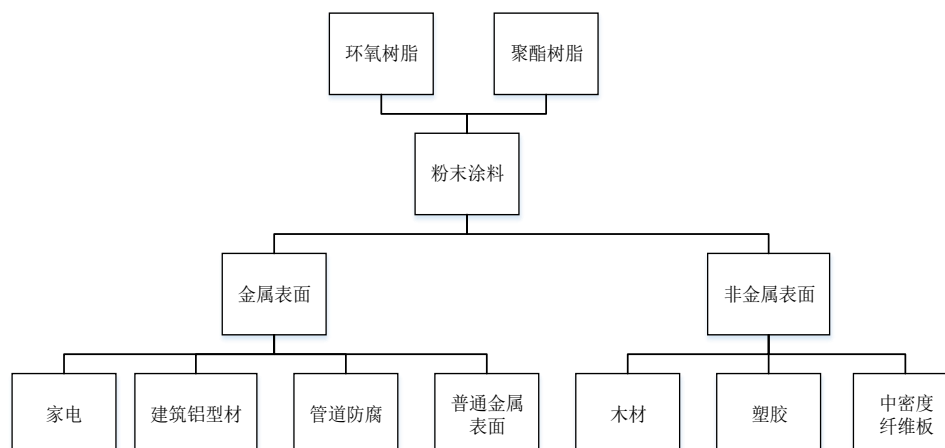 环氧树脂
聚酯树脂
粉末涂料
金属表面
非金属表面
家电
建筑铝型材
管道防腐
普通金属
表面
木材
塑胶
中密度
纤维板